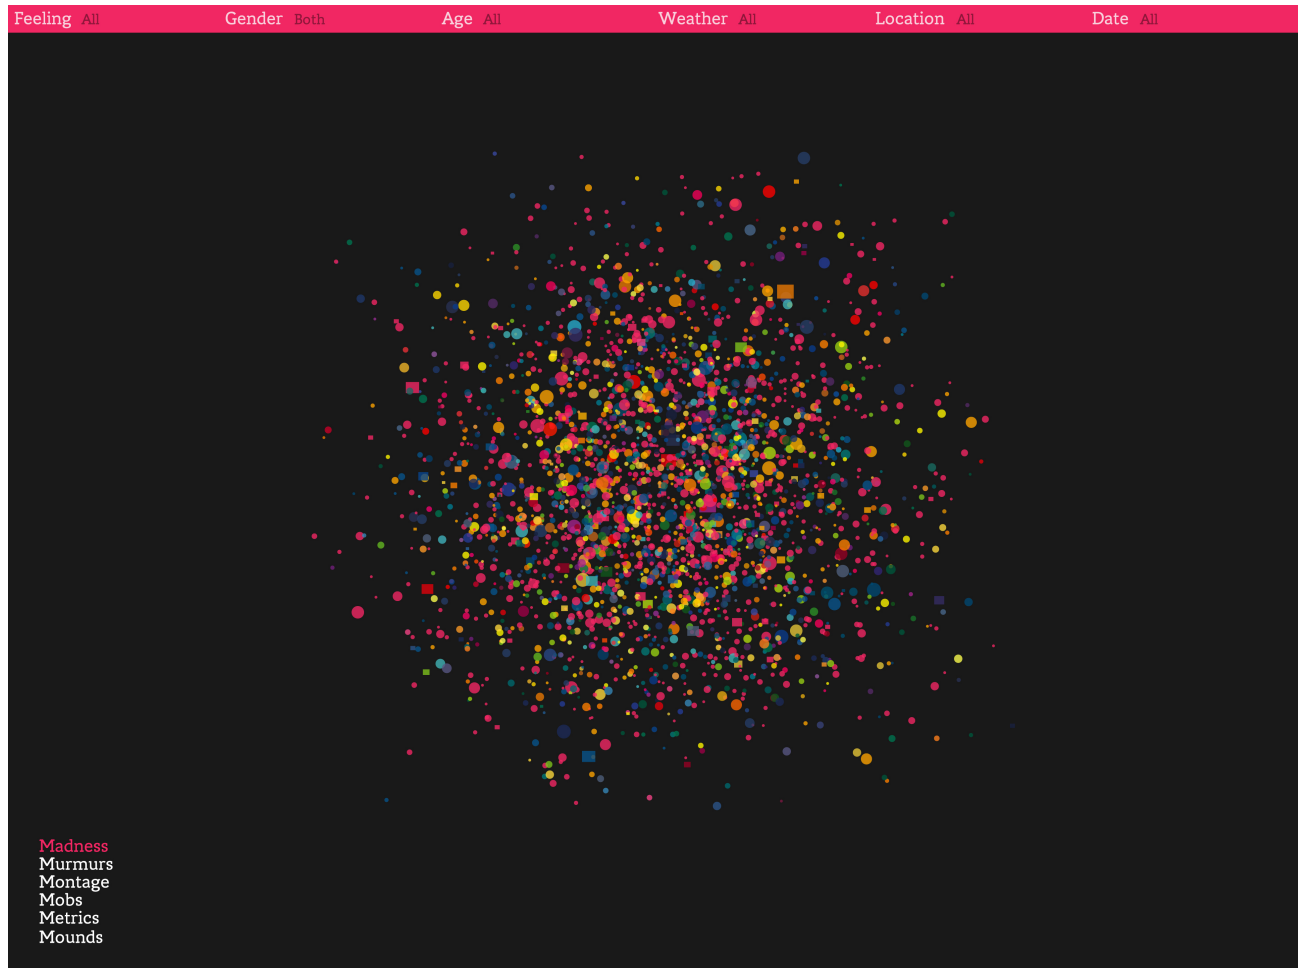 Feeling All Gender Both Age All Weather All Location All Date All
Madness
Murmurs
Montage
Mobs
Metrics
Mounds